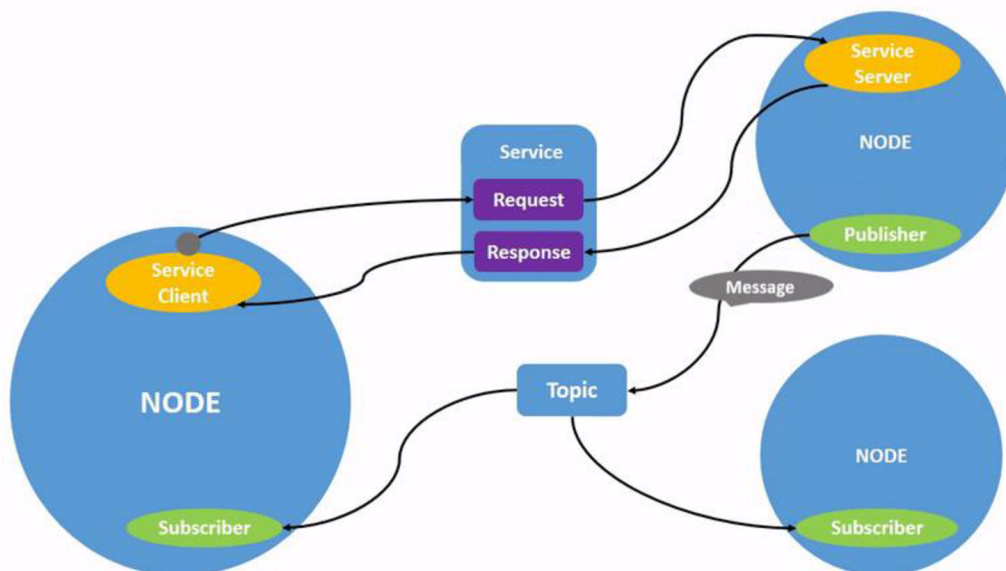 Service
Server
NODE
Publisher
Service
Request
Response
Service
Client
NODE
Subscriber
Message
Topic
NODE
Subscriber